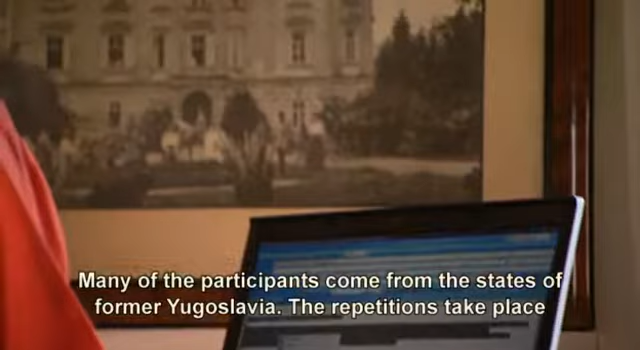 Many of the participants come from the states of
former Yugoslavia. The repetitions take place